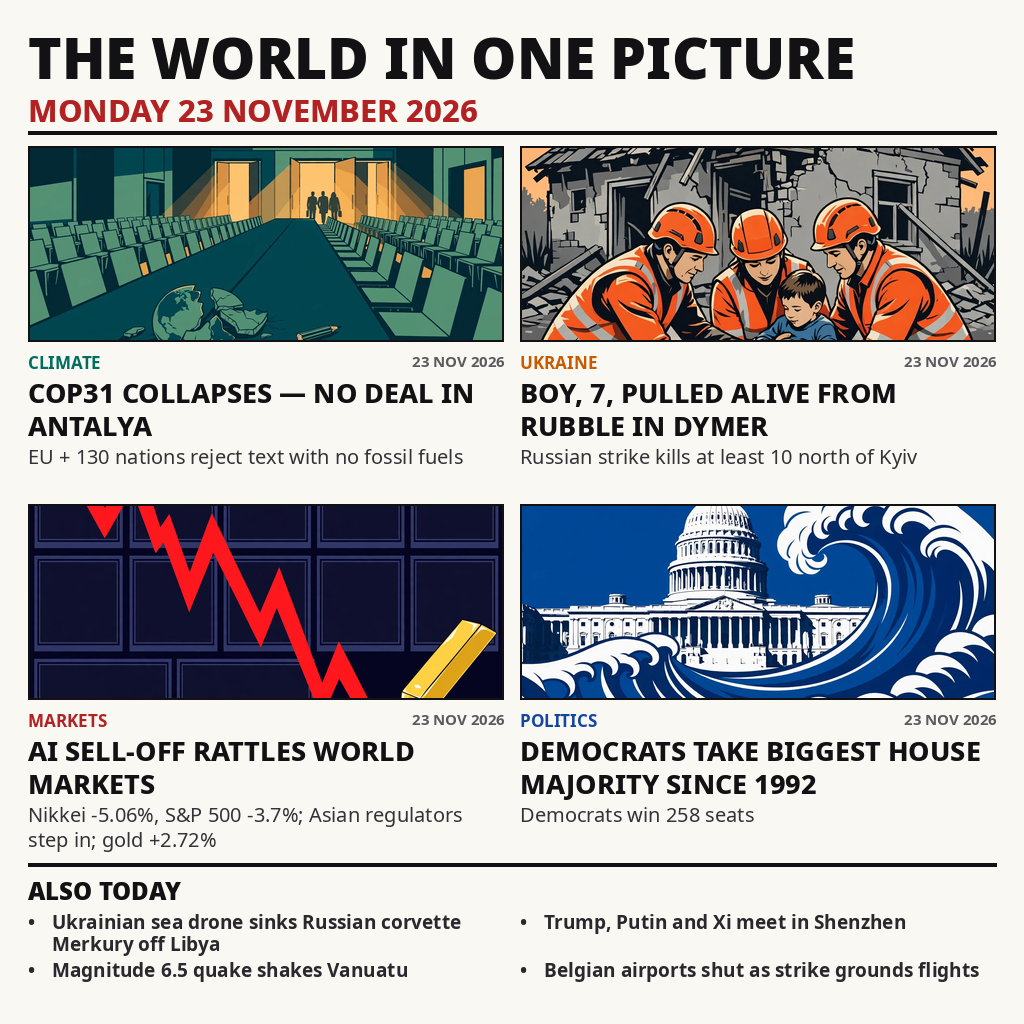 THE WORLD IN ONE PICTURE
MONDAY 23 NOVEMBER 2026
CLIMATE
23 NOV 2026
COP31 COLLAPSES — NO DEAL IN
ANTALYA
EU + 130 nations reject text with no fossil fuels
UKRAINE
23 NOV 2026
BOY, 7, PULLED ALIVE FROM
RUBBLE IN DYMER
Russian strike kills at least 10 north of Kyiv
MARKETS
23 NOV 2026
AI SELL-OFF RATTLES WORLD
MARKETS
Nikkei -5.06%, S&P 500 -3.7%; Asian regulators
step in; gold +2.72%
POLITICS
23 NOV 2026
DEMOCRATS TAKE BIGGEST HOUSE
MAJORITY SINCE 1992
Democrats win 258 seats
ALSO TODAY
• Ukrainian sea drone sinks Russian corvette
Merkury off Libya
• Trump, Putin and Xi meet in Shenzhen
• Magnitude 6.5 quake shakes Vanuatu
• Belgian airports shut as strike grounds flights